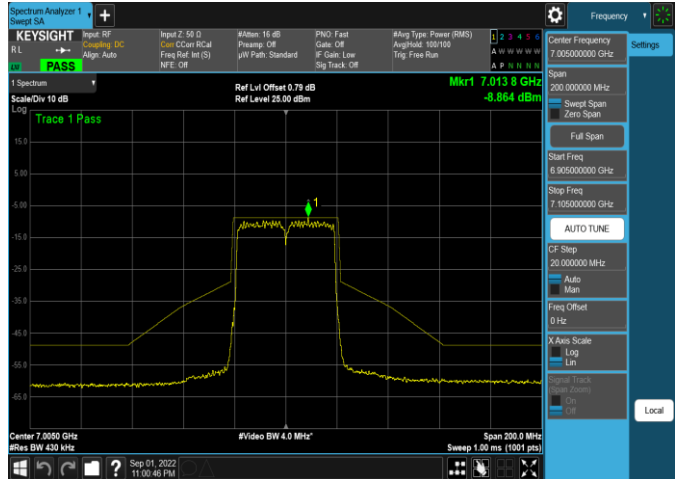 Spectrum Analyzer 1
Swept SA
KEYSIGHT
RL
PASS
Input: RF
Coupling: DC
Align: Auto
Input Z: 50 Ω
Corr CCorr RCal
Freq Ref: Int (S)
NFE: Off
#Atten: 16 dB
Preamp: Off
µW Path: Standard
PNO: Fast
Gate: Off
IF Gain: Low
Sig Track: Off
#Avg Type: Power (RMS)
Avg|Hold: 100/100
Trig: Free Run
1 2 3 4 5 6
A W W W W W
A P N N N N
1 Spectrum
Scale/Div 10 dB
Log
Ref Lvl Offset 0.79 dB
Ref Level 25.00 dBm
Mkr1 7.013 8 GHz
-8.864 dBm
Trace 1 Pass
15.0
5.00
-5.00
-15.0
-25.0
-35.0
-45.0
-55.0
-65.0
1
Center 7.0050 GHz
#Res BW 430 kHz
#Video BW 4.0 MHz*
Span 200.0 MHz
Sweep 1.00 ms (1001 pts)
?
Sep 01, 2022
11:00:46 PM
Frequency
Settings
Center Frequency
7.005000000 GHz
Span
200.000000 MHz
Swept Span
Zero Span
Full Span
Start Freq
6.905000000 GHz
Stop Freq
7.105000000 GHz
AUTO TUNE
CF Step
20.000000 MHz
Auto
Man
Freq Offset
0 Hz
X Axis Scale
Log
Lin
Signal Track
(Span Zoom)
On
Off
Local